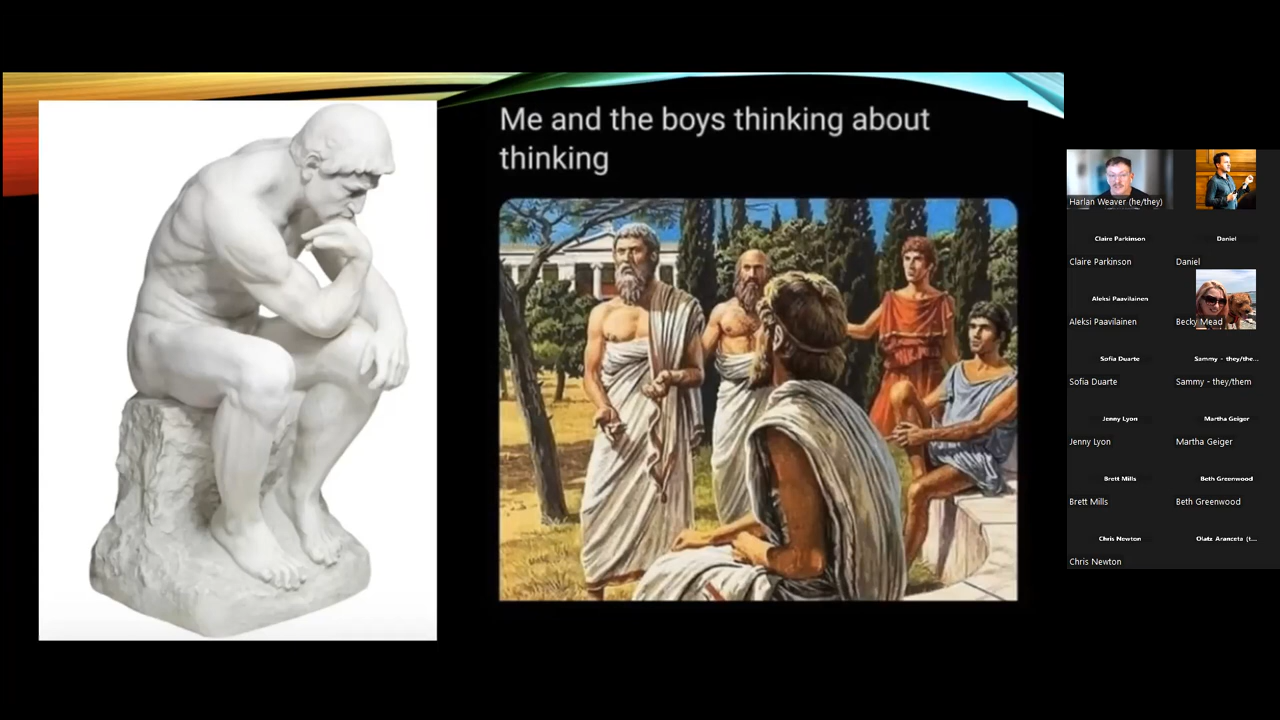 Me and the boys thinking about
thinking
Harlan Weaver (he/they)
Claire Parkinson
Daniel
Claire Parkinson
Daniel
Aleksi Paavilainen
Aleksi Paavilainen
Becky Mead
Sofia Duarte
Sammy - they/the...
Sofia Duarte
Sammy - they/them
Jenny Lyon
Martha Geiger
Jenny Lyon
Martha Geiger
Brett Mills
Beth Greenwood
Brett Mills
Beth Greenwood
Chris Newton
Olatz Aranceta (t...
Chris Newton